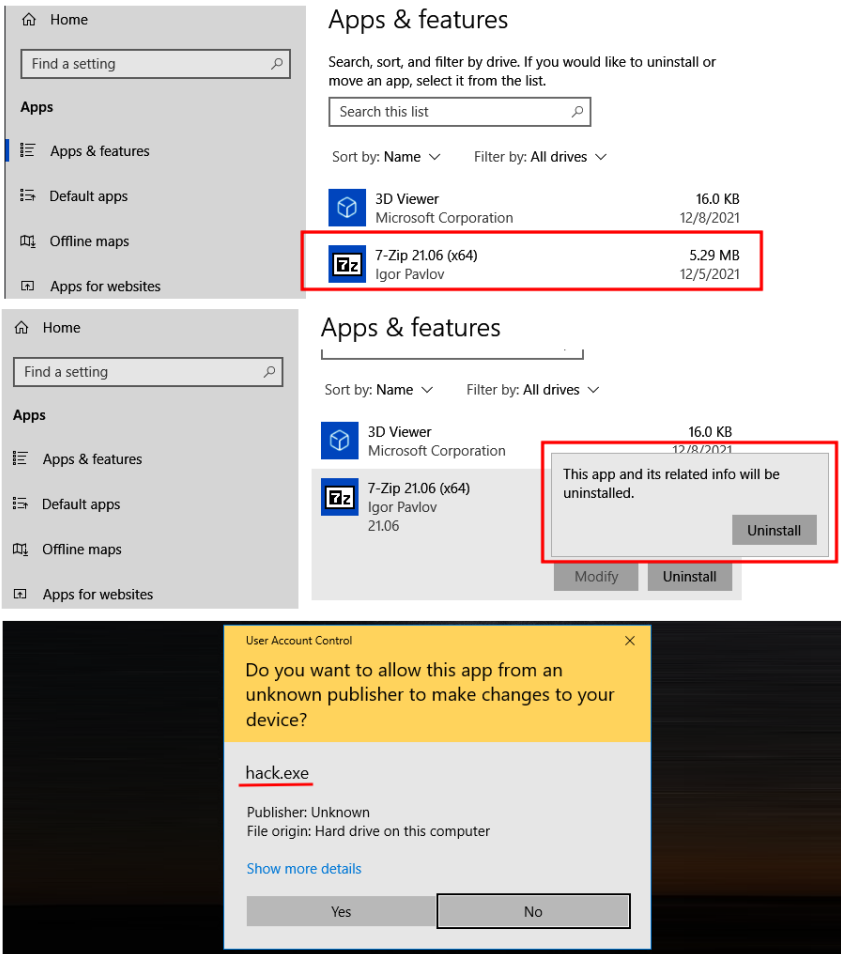 Home
Find a setting
Apps
Apps & features
Default apps
Offline maps
Apps for websites
Apps & features
Search, sort, and filter by drive. If you would like to uninstall or
move an app, select it from the list.
Search this list
Sort by: Name
Filter by: All drives
3D Viewer
16.0 KB
Microsoft Corporation
12/8/2021
7z
7-Zip 21.06 (x64)
5.29 MB
Igor Pavlov
12/5/2021
Home
Find a setting
Apps
Apps & features
Default apps
Offline maps
Apps for websites
Apps & features
Sort by: Name
Filter by: All drives
3D Viewer
16.0 KB
Microsoft Corporation
12/8/2021
7z
7-Zip 21.06 (x64)
Igor Pavlov
21.06
This app and its related info will be
uninstalled.
Uninstall
Modify
Uninstall
User Account Control
Do you want to allow this app from an
unknown publisher to make changes to your
device?
hack.exe
Publisher: Unknown
File origin: Hard drive on this computer
Show more details
Yes
No